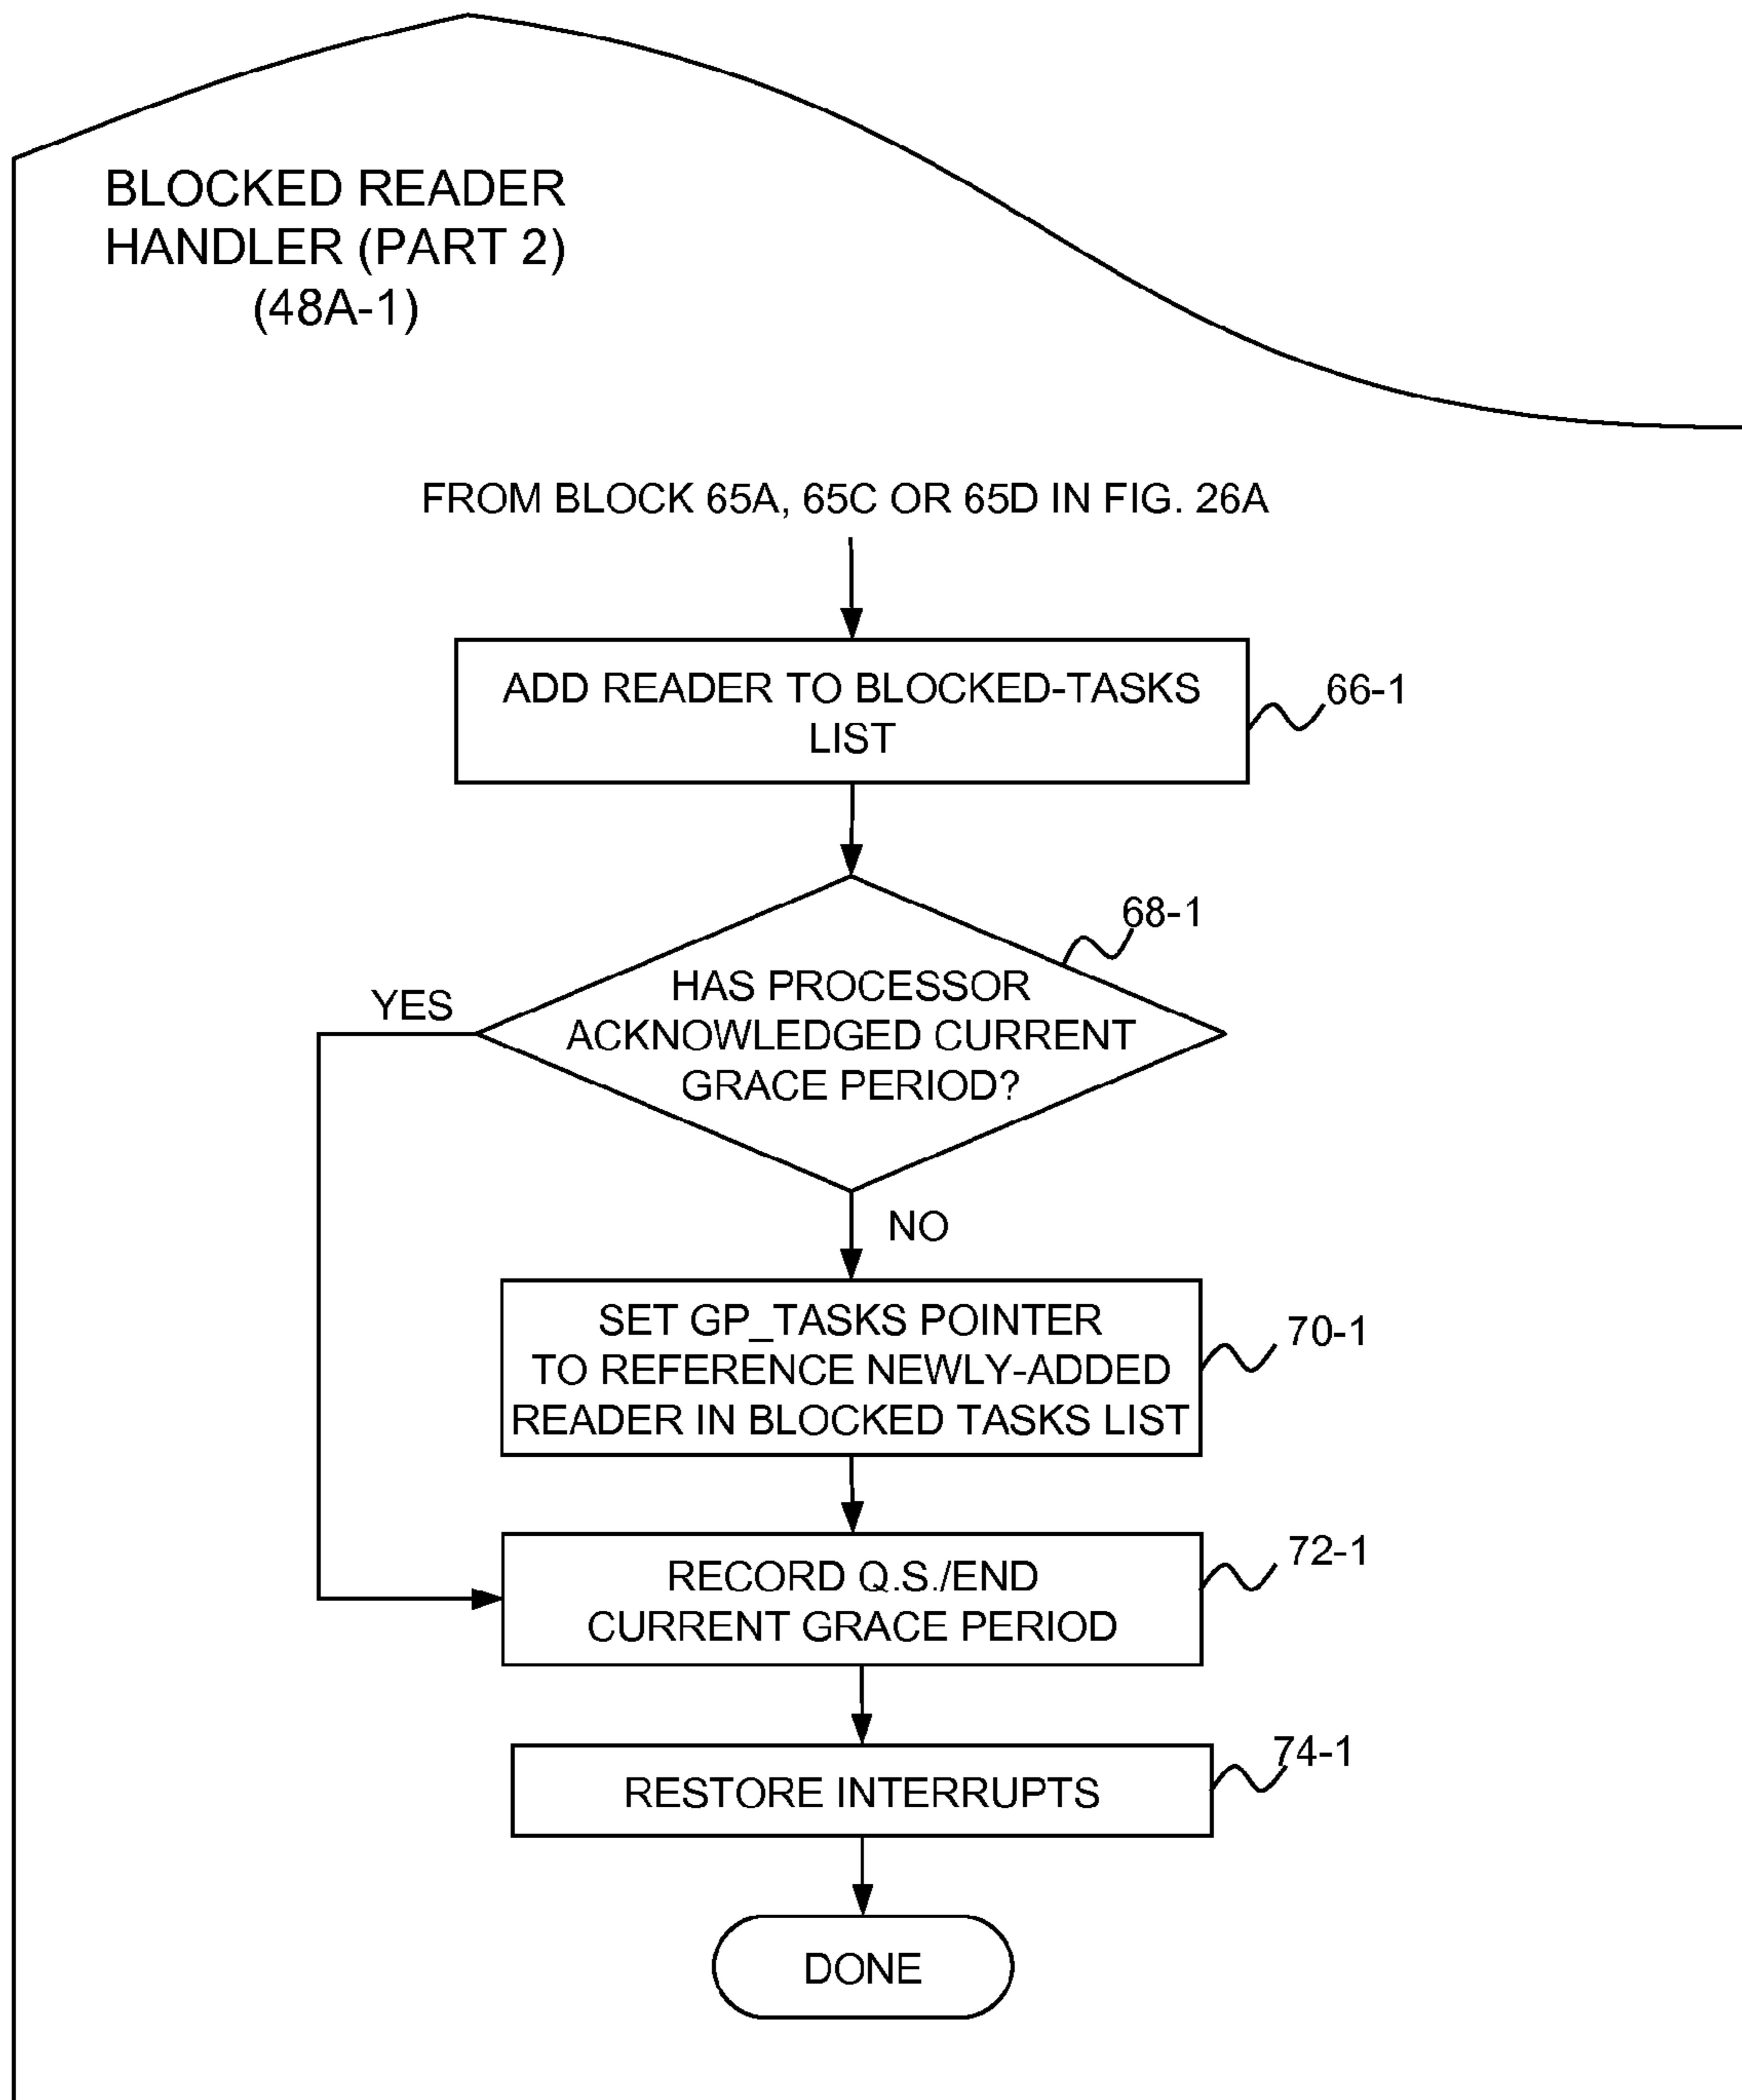 BLOCKED READER
HANDLER (PART 2)
(48A-1)
FROM BLOCK 65A, 65C OR 65D IN FIG. 26A
ADD READER TO BLOCKED-TASKS
LIST
66-1
68-1
HAS PROCESSOR
ACKNOWLEDGED CURRENT
GRACE PERIOD?
YES
NO
SET GP_TASKS POINTER
TO REFERENCE NEWLY-ADDED
READER IN BLOCKED TASKS LIST
70-1
RECORD Q.S./END
CURRENT GRACE PERIOD
72-1
RESTORE INTERRUPTS
74-1
DONE